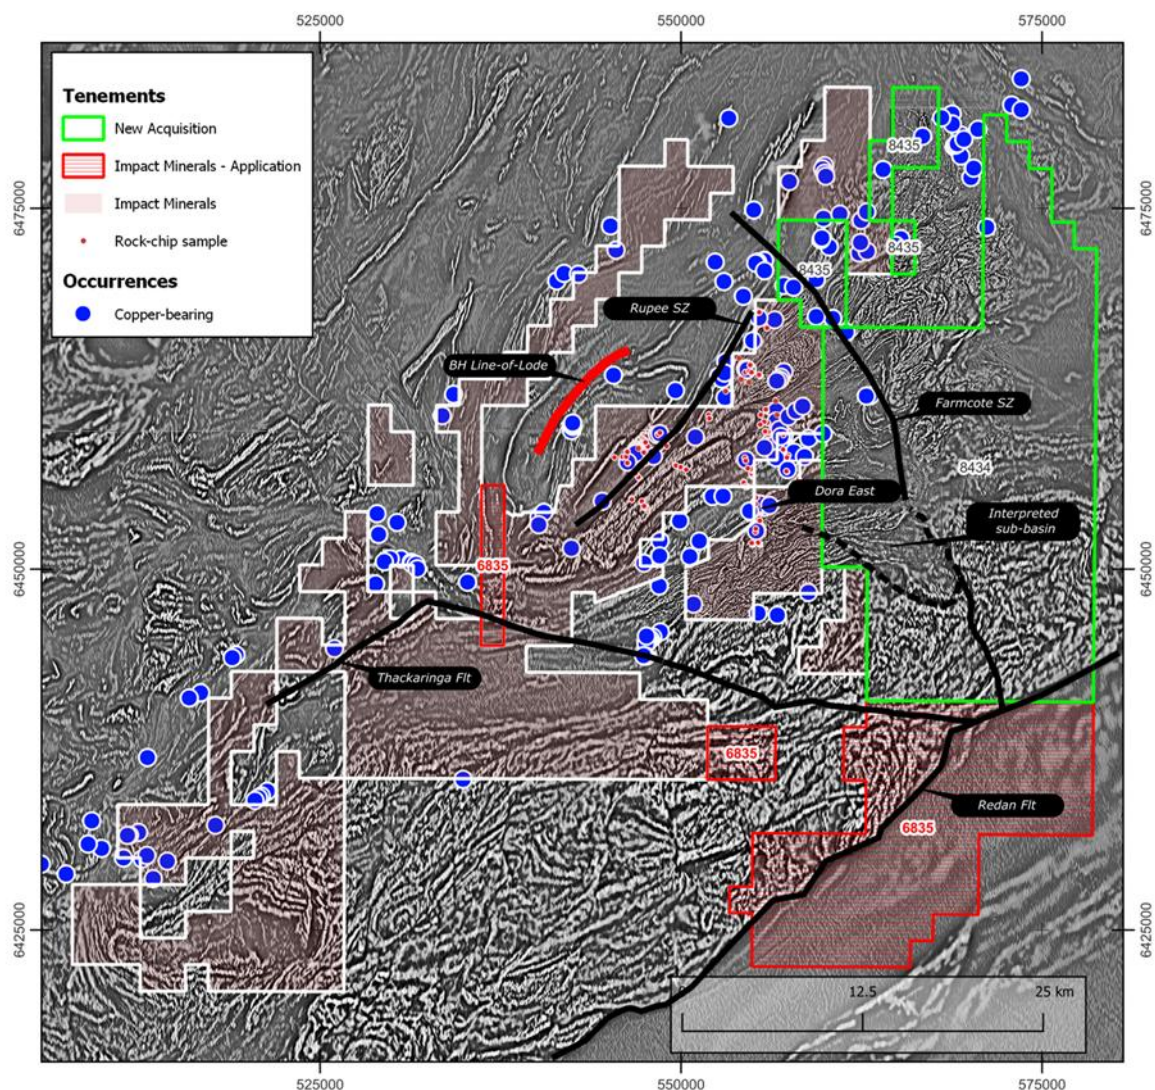 525000
550000
575000
Tenements
New Acquisition
Impact Minerals - Application
Impact Minerals
Rock-chip sample
Occurrences
Copper-bearing
8435
6475000
6475000
8435
8435
Rupee SZ
BH Line-of-Lode
Farmcote SZ
8434
Dora East
Interpreted
sub-basin
6450000
6835
6450000
Thackaringa Flt
6835
Redan Flt
6835
6425000
6425000
12.5
25 km
525000
550000
575000